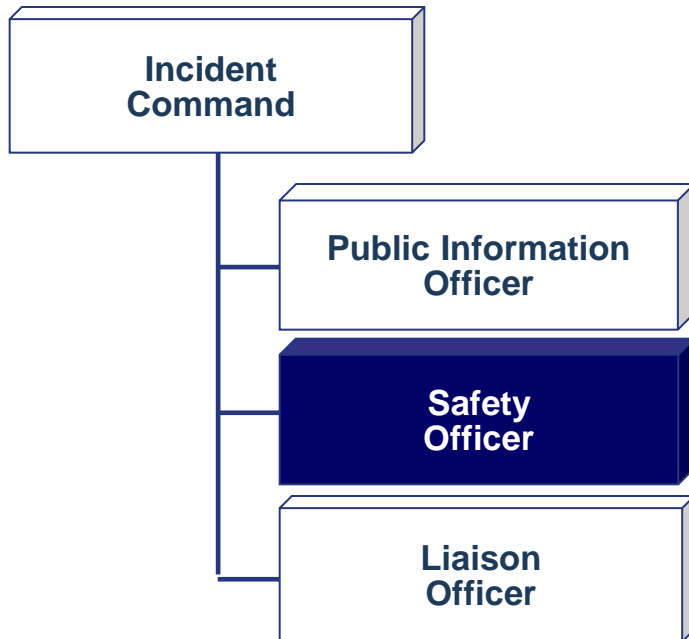 Incident
Command
Public Information
Officer
Safety
Officer
Liaison
Officer